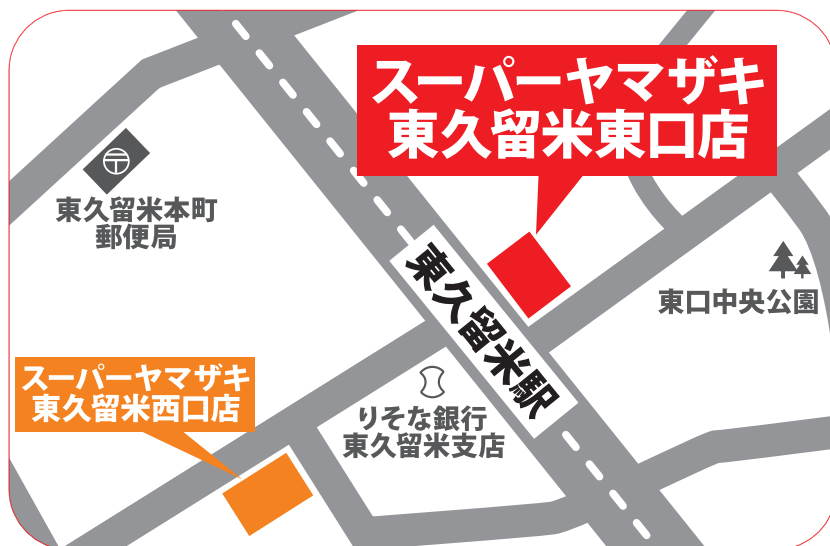 スーパーヤマザキ
東久留米東口店
東久留米本町
郵便局
東久留米駅
東口中央公園
スーパーヤマザキ
東久留米西口店
りそな銀行
東久留米支店